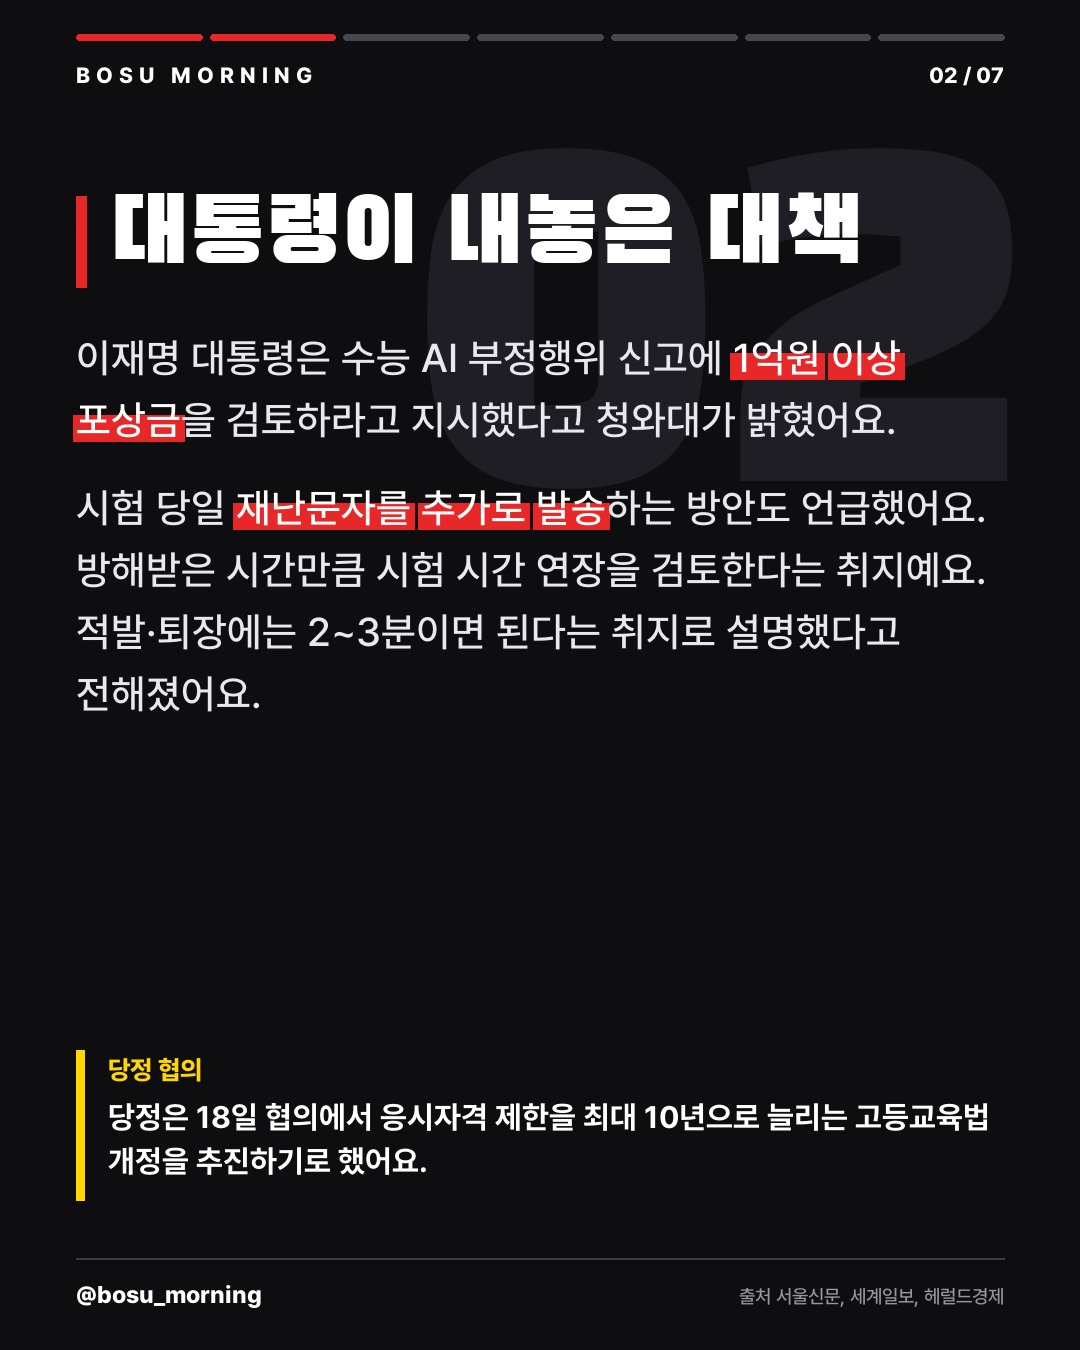 BOSU MORNING
02 / 07
02
대통령이 내놓은 대책
이재명 대통령은 수능 AI 부정행위 신고에 1억원 이상
포상금을 검토하라고 지시했다고 청와대가 밝혔어요.
시험 당일 재난문자를 추가로 발송하는 방안도 언급했어요.
방해받은 시간만큼 시험 시간 연장을 검토한다는 취지예요.
적발·퇴장에는 2~3분이면 된다는 취지로 설명했다고
전해졌어요.
당정 협의
당정은 18일 협의에서 응시자격 제한을 최대 10년으로 늘리는 고등교육법
개정을 추진하기로 했어요.
@bosu_morning
출처 서울신문, 세계일보, 헤럴드경제